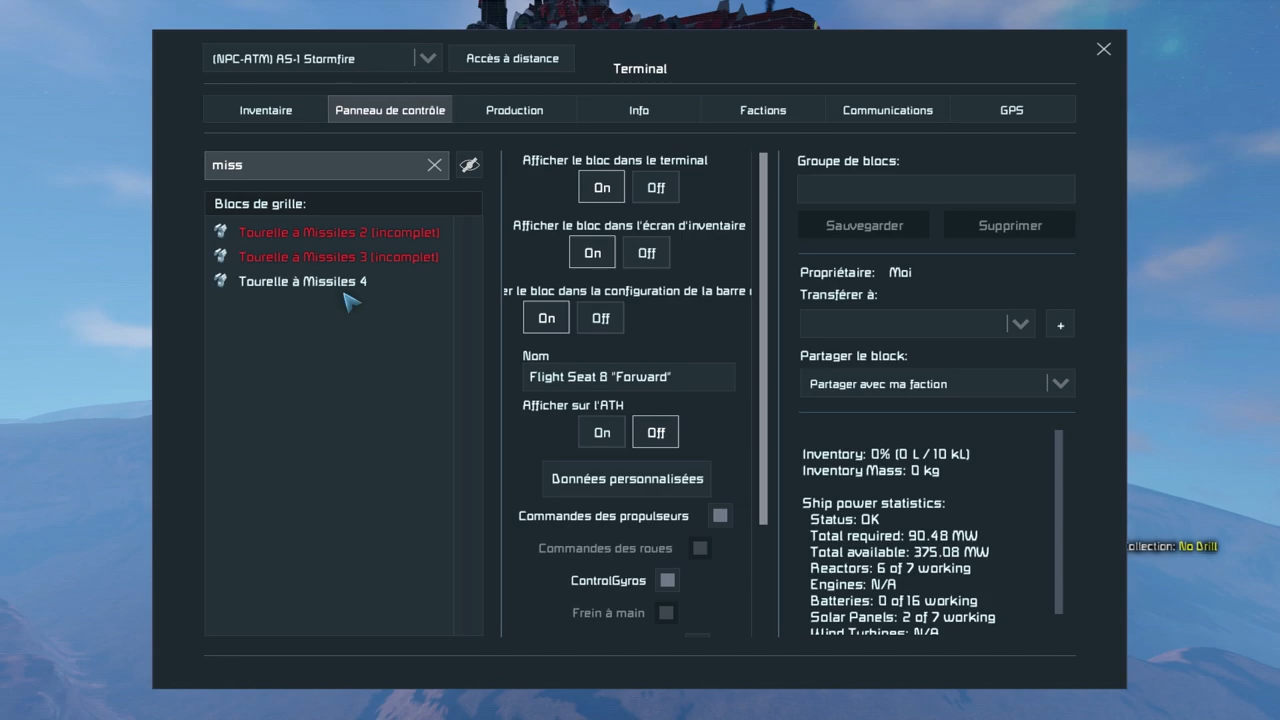 (NPC-ATM) AS-1 Stormfire
Accès à distance
Terminal
Inventaire
Panneau de contrôle
Production
Info
Factions
Communications
GPS
miss
Blocs de grille:
Tourelle à Missiles 2 (incomplet)
Tourelle à Missiles 3 (incomplet)
Tourelle à Missiles 4
Afficher le bloc dans le terminal
On
Off
Afficher le bloc dans l'écran d'inventaire
On
Off
er le bloc dans la configuration de la barre
On
Off
Nom
Flight Seat 8 "Forward"
Afficher sur l'ATH
On
Off
Données personnalisées
Commandes des propulseurs
Commandes des roues
ControlGyros
Frein à main
Groupe de blocs:
Sauvegarder
Supprimer
Propriétaire: Moi
Transférer à:
+
Partager le block:
Partager avec ma faction
Inventory: 0% (0 L / 10 kL)
Inventory Mass: 0 kg
Ship power statistics:
Status: OK
Total required: 90.48 MW
Total available: 375.08 MW
Reactors: 6 of 7 working
Engines: N/A
Batteries: 0 of 16 working
Solar Panels: 2 of 7 working
Wind Turbines: N/A
ollection: No Drill